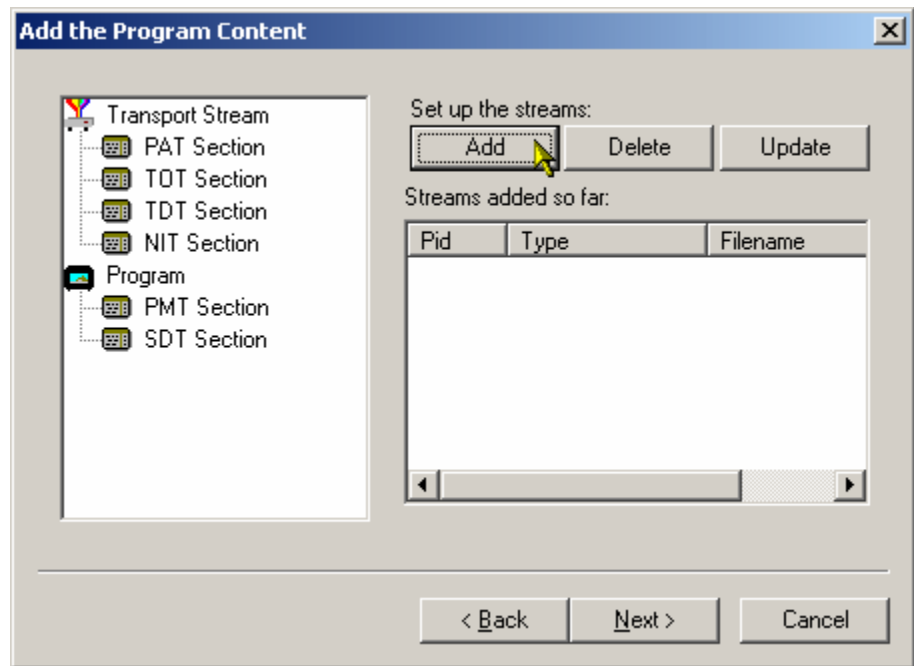 Add the Program Content
Transport Stream
PAT Section
TOT Section
TDT Section
NIT Section
Program
PMT Section
SDT Section
Set up the streams:
Add Delete Update
Streams added so far:
Pid Type Filename
< Back Next > Cancel